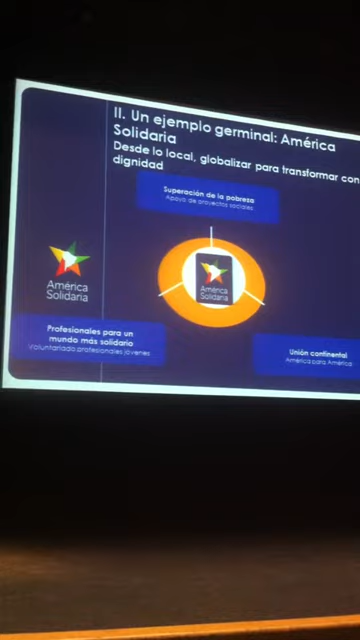 II. Un ejemplo germinal: América
Solidaria
Desde lo local, globalizar para transformar con
dignidad
Superación de la pobreza
Apoyo de proyectos sociales
América
Solidaria
América
Solidaria
Profesionales para un
mundo más solidario
Voluntariado profesionales jóvenes
Unión continental
América para América